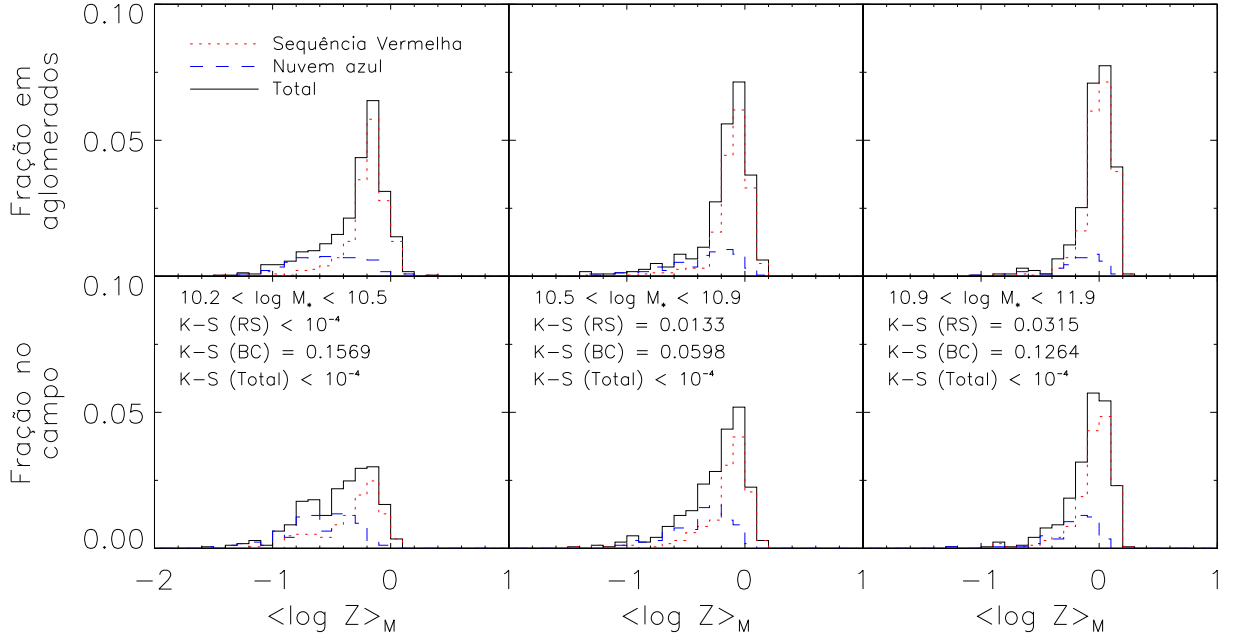 0.10
Sequência Vermelha
Nuvem azul
Total
0.05
Fração em
aglomerados
0.10
10.2 < log M* < 10.5
K-S (RS) < 10^-4
K-S (BC) = 0.1569
K-S (Total) < 10^-4
10.5 < log M* < 10.9
K-S (RS) = 0.0133
K-S (BC) = 0.0598
K-S (Total) < 10^-4
10.9 < log M* < 11.9
K-S (RS) = 0.0315
K-S (BC) = 0.1264
K-S (Total) < 10^-4
0.05
Fração no
campo
0.00
-2 -1 0 1 -1 0 1 -1 0 1
<log Z>M
<log Z>M
<log Z>M